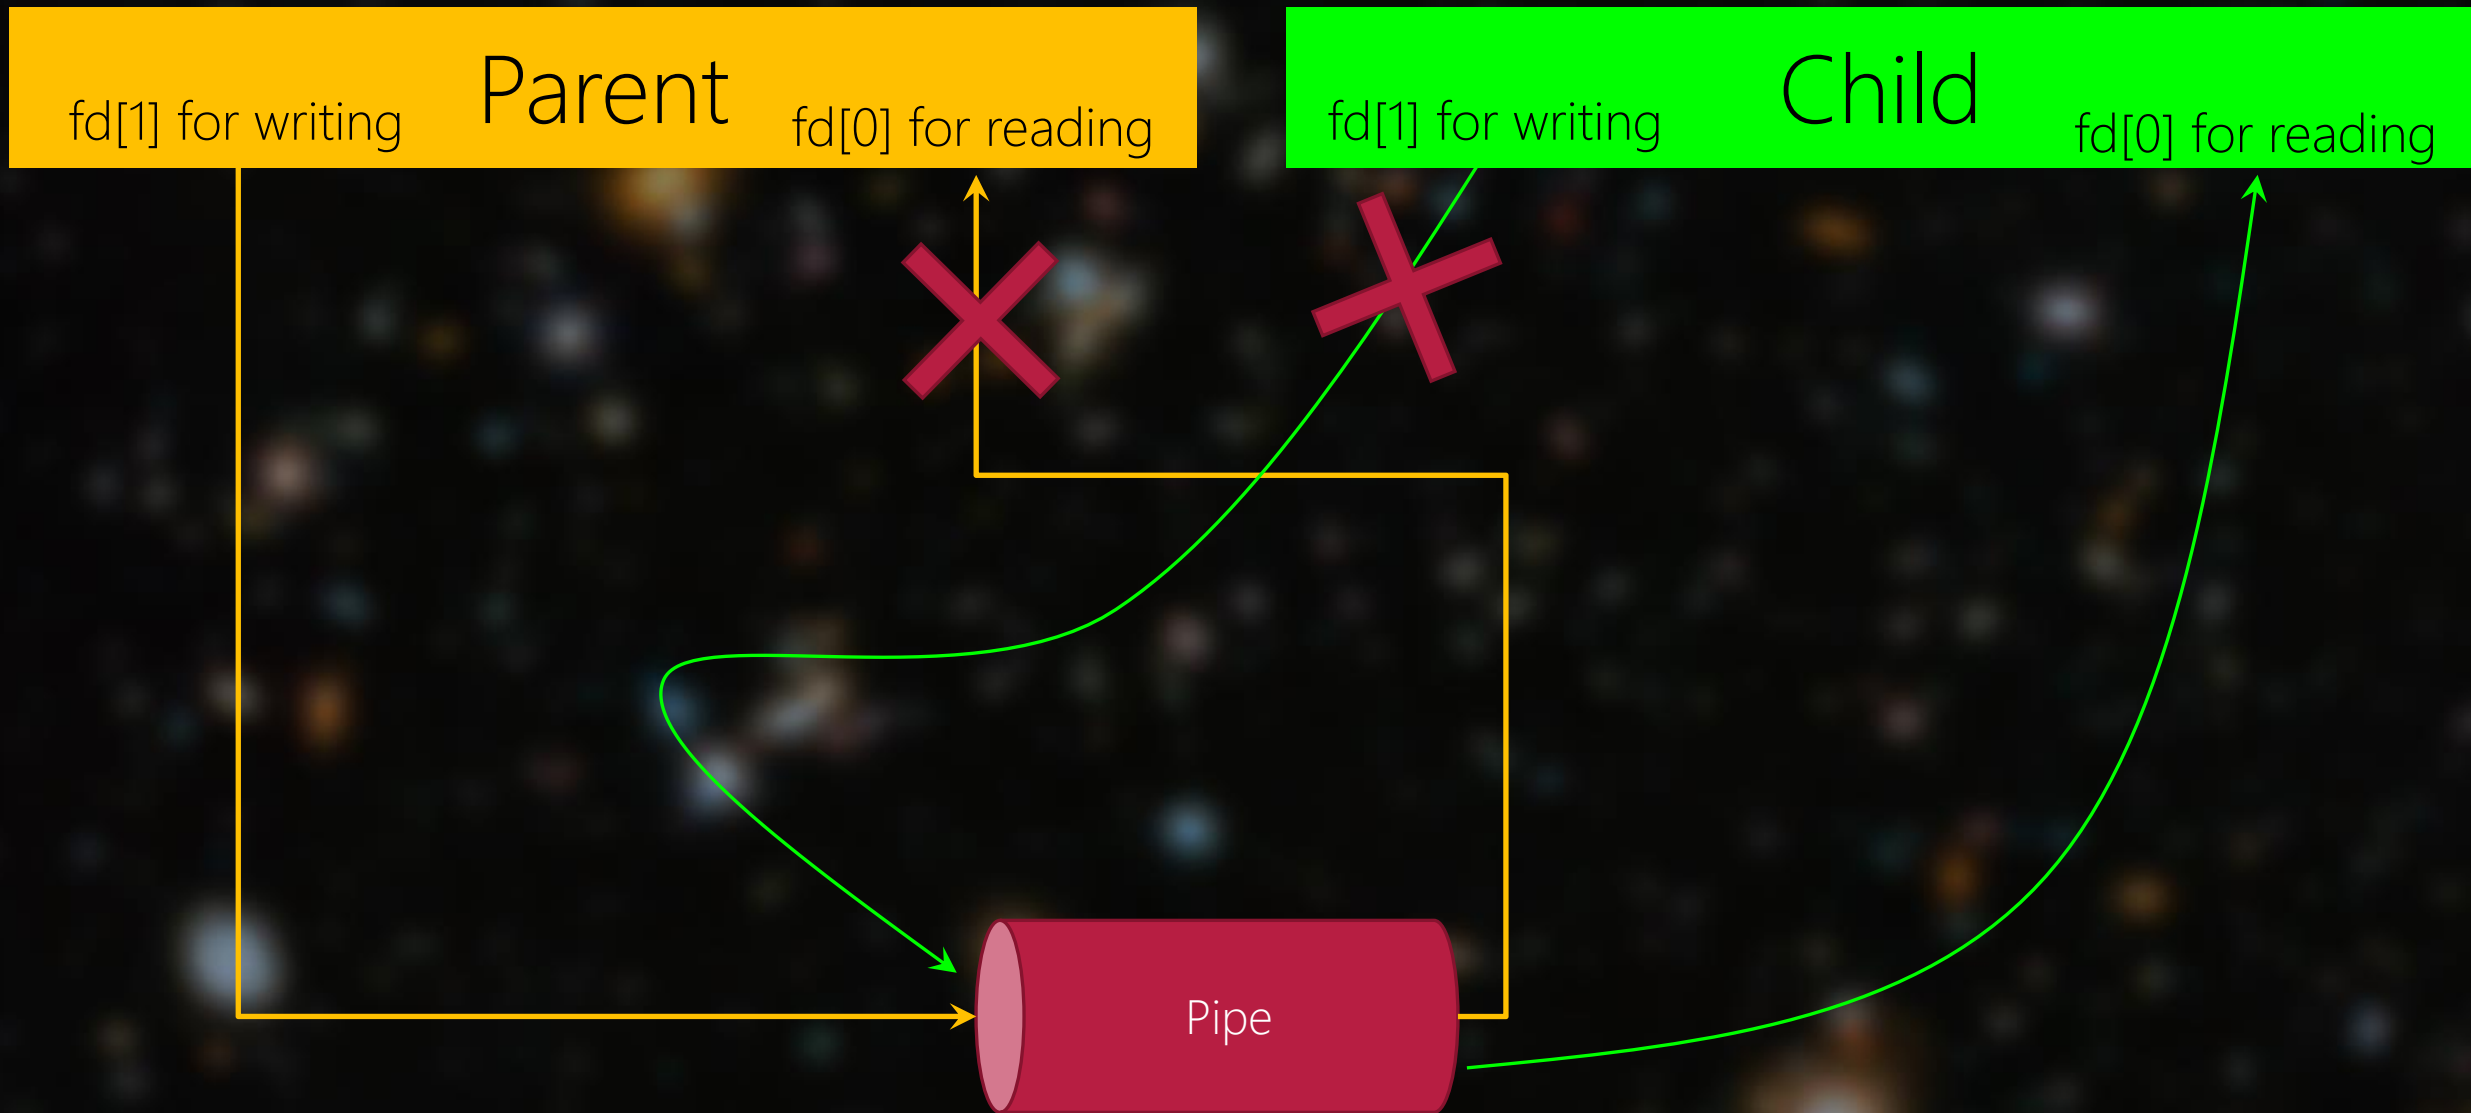 Parent
fd[1] for writing
fd[0] for reading
Child
fd[1] for writing
fd[0] for reading
Pipe